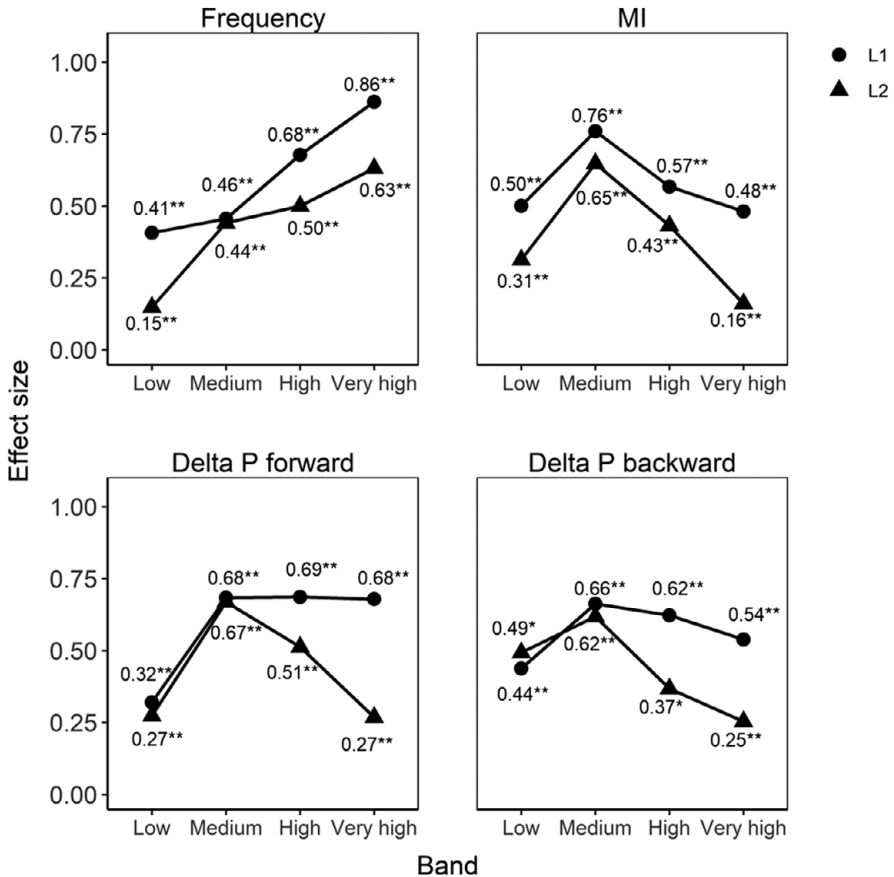 Frequency
MI
L1
L2
Effect size
1.00
0.75
0.50
0.25
0.00
0.86**
0.68**
0.46**
0.41**
0.63**
0.50**
0.44**
0.15**
Low Medium High Very high
0.76**
0.57**
0.50**
0.48**
0.65**
0.43**
0.31**
0.16**
Low Medium High Very high
Delta P forward
Delta P backward
1.00
0.75
0.50
0.25
0.00
0.68** 0.69** 0.68**
0.67**
0.32**
0.51**
0.27**
0.27**
Low Medium High Very high
0.66** 0.62**
0.54**
0.49*
0.62**
0.44**
0.37*
0.25**
Low Medium High Very high
Band